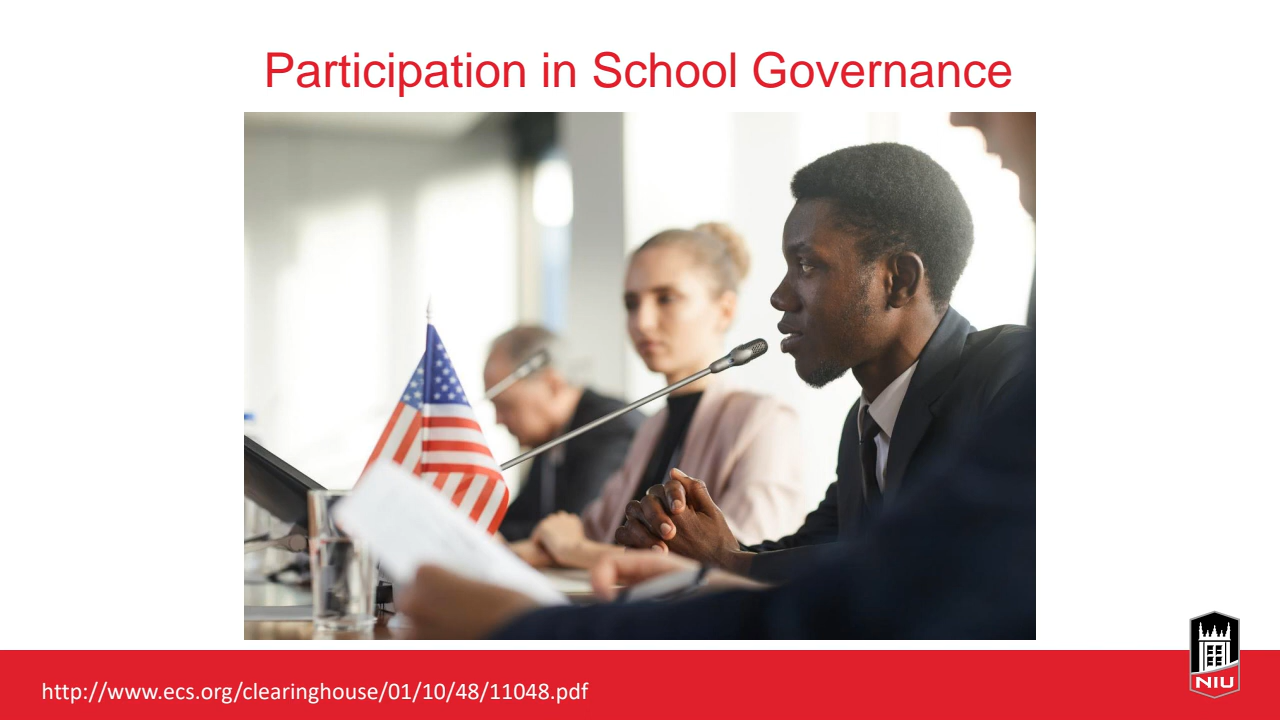 Participation in School Governance
http://www.ecs.org/clearinghouse/01/10/48/11048.pdf
NIU